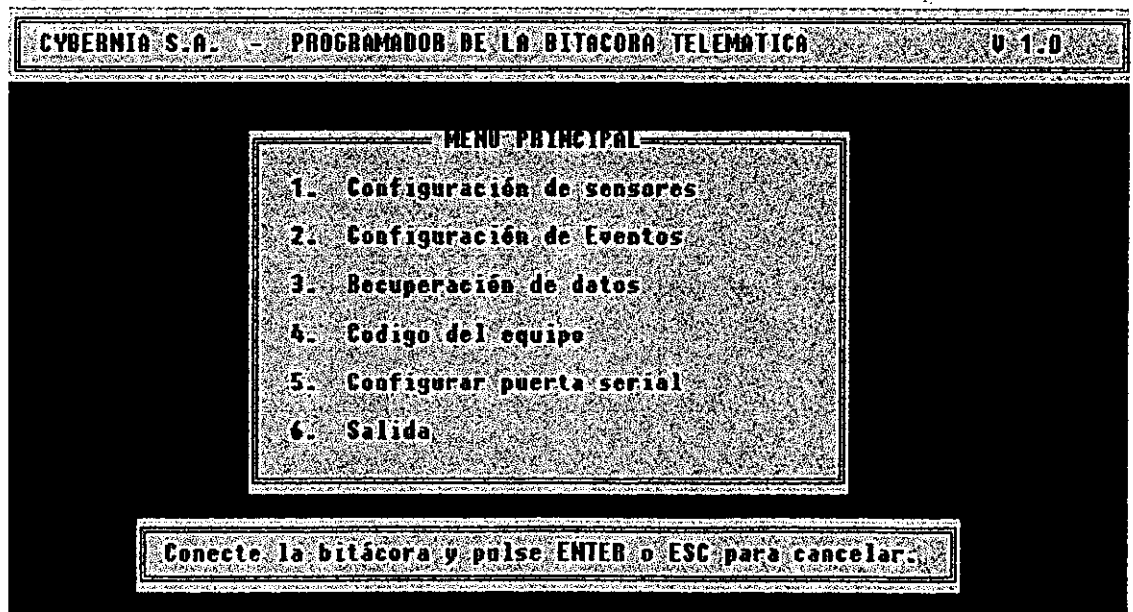 CYBERNIA S.A. - PROGRAMADOR DE LA BITACORA TELEMATICA V 1.0
MENU PRINCIPAL
1. Configuración de sensores
2. Configuración de Eventos
3. Recuperación de datos
4. Codigo del equipo
5. Configurar puerta serial
6. Salida
Conecte la bitácora y pulse ENTER o ESC para cancelar.